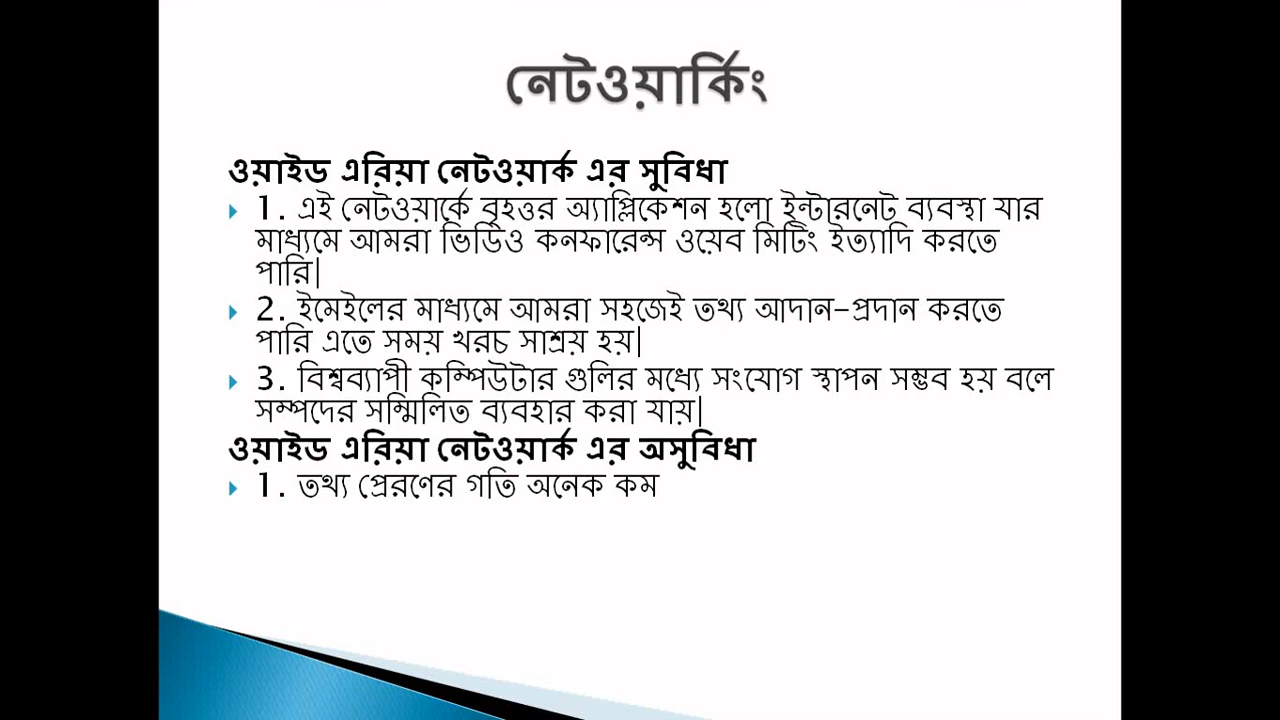 নেটওয়ার্কিং
ওয়াইড এরিয়া নেটওয়ার্ক এর সুবিধা
1. এই নেটওয়ার্কে বৃহত্তর অ্যাপ্লিকেশন হলো ইন্টারনেট ব্যবস্থা যার
মাধ্যমে আমরা ভিডিও কনফারেন্স ওয়েব মিটিং ইত্যাদি করতে
পারি|
2. ইমেইলের মাধ্যমে আমরা সহজেই তথ্য আদান-প্রদান করতে
পারি এতে সময় খরচ সাশ্রয় হয়|
3. বিশ্বব্যাপী কম্পিউটার গুলির মধ্যে সংযোগ স্থাপন সম্ভব হয় বলে
সম্পদের সম্মিলিত ব্যবহার করা যায়|
ওয়াইড এরিয়া নেটওয়ার্ক এর অসুবিধা
1. তথ্য প্রেরণের গতি অনেক কম